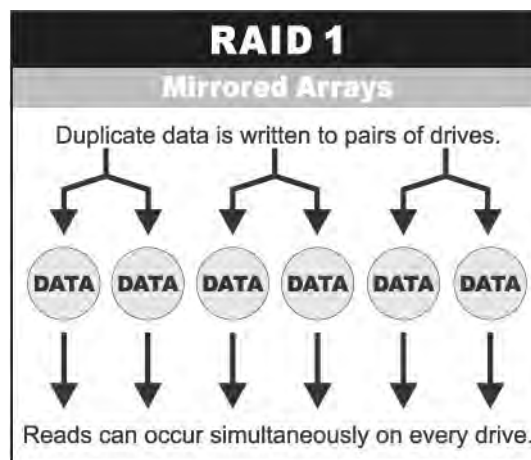 RAID 1
Mirrored Arrays
Duplicate data is written to pairs of drives.
DATA DATA DATA DATA DATA DATA
Reads can occur simultaneously on every drive.